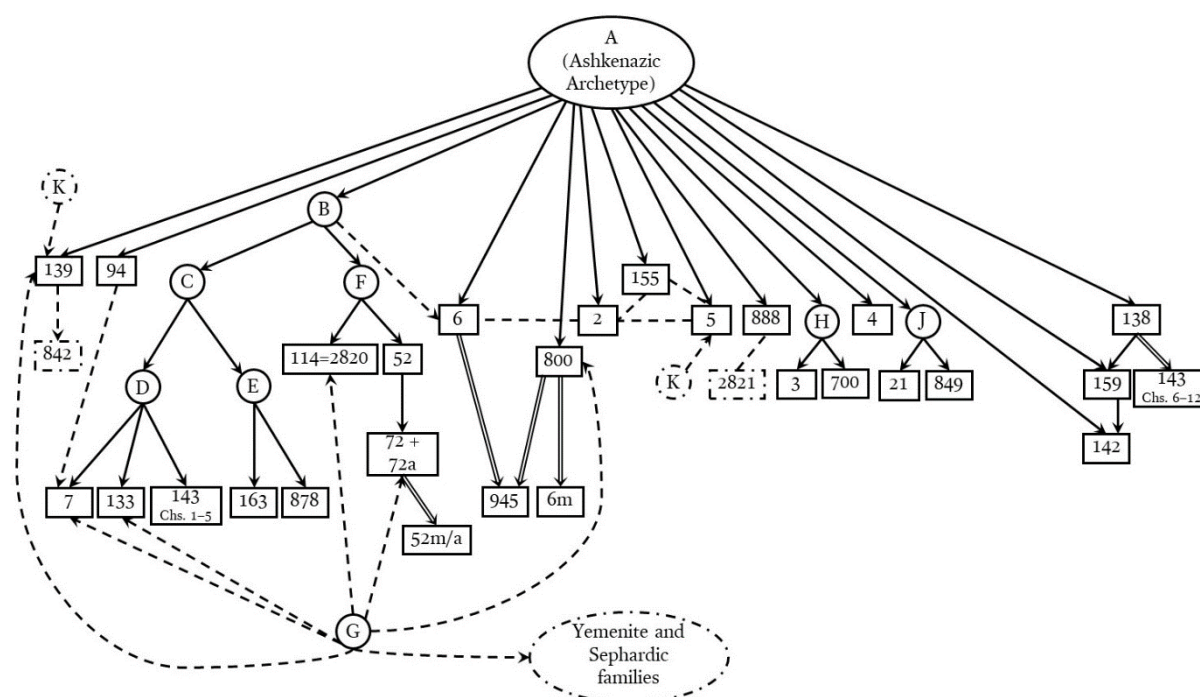 A
(Ashkenazic
Archetype)
K
B
139
94
C
F
155
6
2
5
888
H
4
J
138
842
114=2820
52
800
K
2821
3
700
21
849
159
143
Chs. 6–12
D
E
72 +
72a
142
7
133
143
Chs. 1–5
163
878
945
6m
52m/a
G
Yemenite and
Sephardic
families